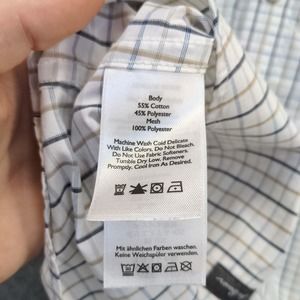 Body
55% Cotton
45% Polyester
Mesh
100% Polyester
Machine Wash Cold Delicate
With Like Colors. Do Not Bleach.
Do Not Use Fabric Softeners.
Tumble Dry Low. Remove
Promptly. Cool Iron As Desired.
Mit ähnlichen Farben waschen.
Keine Weichspüler verwenden.